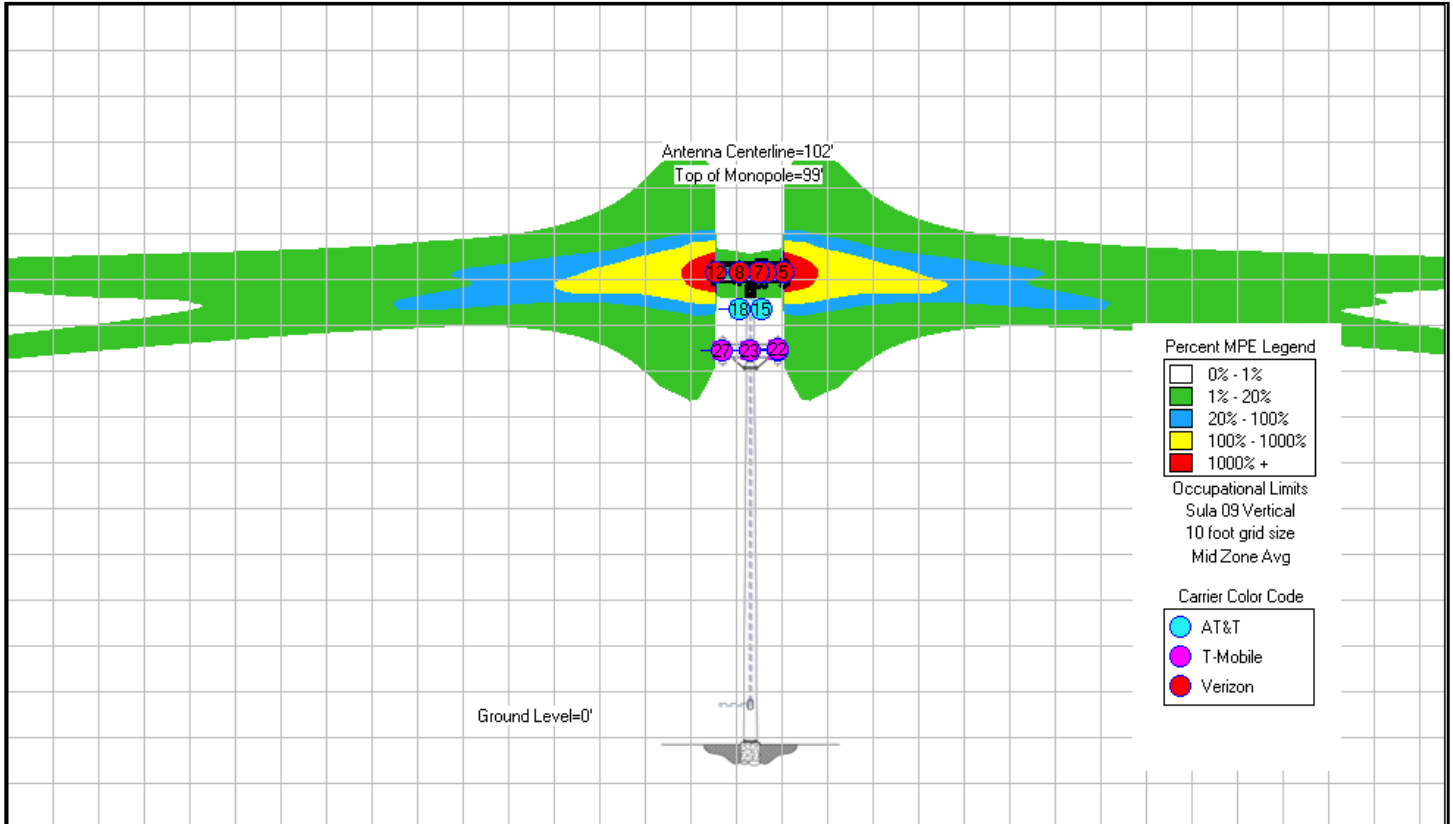 Antenna Centerline=102'
Top of Monopole=99'
12 8 7 5
18 15
27 23 22
Percent MPE Legend
0% - 1%
1% - 20%
20% - 100%
100% - 1000%
1000% +
Occupational Limits
Sula 09 Vertical
10 foot grid size
Mid Zone Avg
Carrier Color Code
AT&T
T-Mobile
Verizon
Ground Level=0'